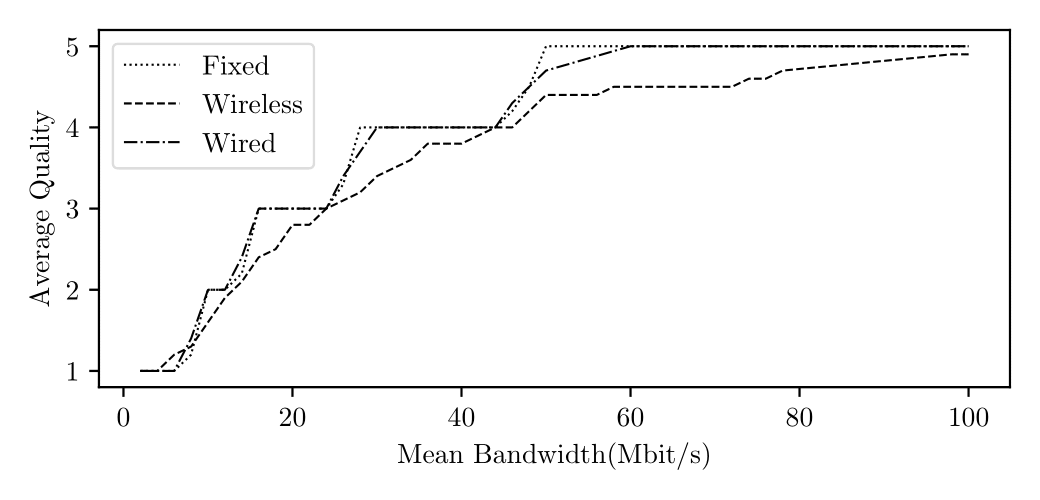 5
4
3
2
1
Average Quality
Fixed
Wireless
Wired
0 20 40 60 80 100
Mean Bandwidth(Mbit/s)